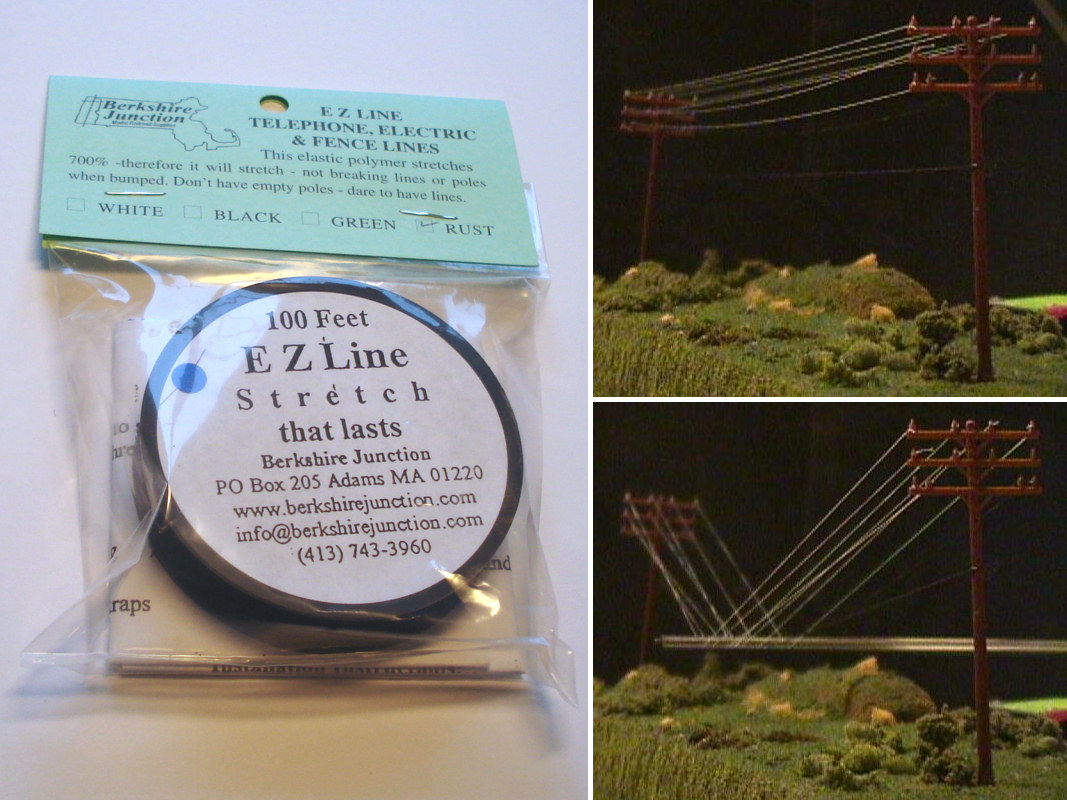 Berkshire
Junction
Model Railroad Supplies
E Z LINE
TELEPHONE, ELECTRIC
& FENCE LINES
This elastic polymer stretches
700% -therefore it will stretch - not breaking lines or poles
when bumped. Don't have empty poles - dare to have lines.
WHITE BLACK GREEN RUST
100 Feet
E Z Line
Stretch
that lasts
Berkshire Junction
PO Box 205 Adams MA 01220
www.berkshirejunction.com
info@berkshirejunction.com
(413) 743-3960